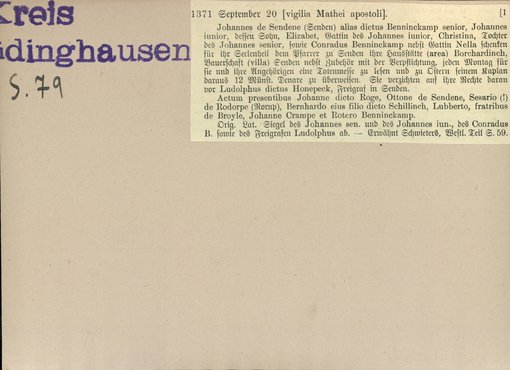 Kreis
üdinghausen
S. 79
1371 September 20 [vigilia Mathei apostoli]. [1
Johannes de Sendene (Senden) alias dictus Benninckamp senior, Johannes
iunior, dessen Sohn, Elizabet, Gattin des Johannes iunior, Christina, Tochter
des Johannes senior, sowie Conradus Benninckamp nebst Gattin Nella schenken
für ihr Seelenheil dem Pfarrer zu Senden ihre Hausstätte (area) Borchardinch,
Bauerschaft (villa) Senden nebst Zubehör mit der Verpflichtung, jeden Montag für
sie und ihre Angehörigen eine Totenmesse zu lesen und zu Ostern seinem Kaplan
daraus 12 Münst. Denare zu überweisen. Sie verzichten auf ihre Rechte daran
vor Ludolphus dictus Honepeck, Freigraf in Senden.
Actum presentibus Johanne dicto Roge, Ottone de Sendene, Sesario (!)
de Rodorpe (Rorup), Bernhardo eius filio dicto Schillinch, Lubberto, fratribus
de Broyle, Johanne Crampe et Rotero Benninckamp.
Orig. Lat. Siegel des Johannes sen. und des Johannes iun., des Conradus
B. sowie des Freigrafen Ludolphus ab. — Erwähnt Schwieters, Westl. Teil S. 59.